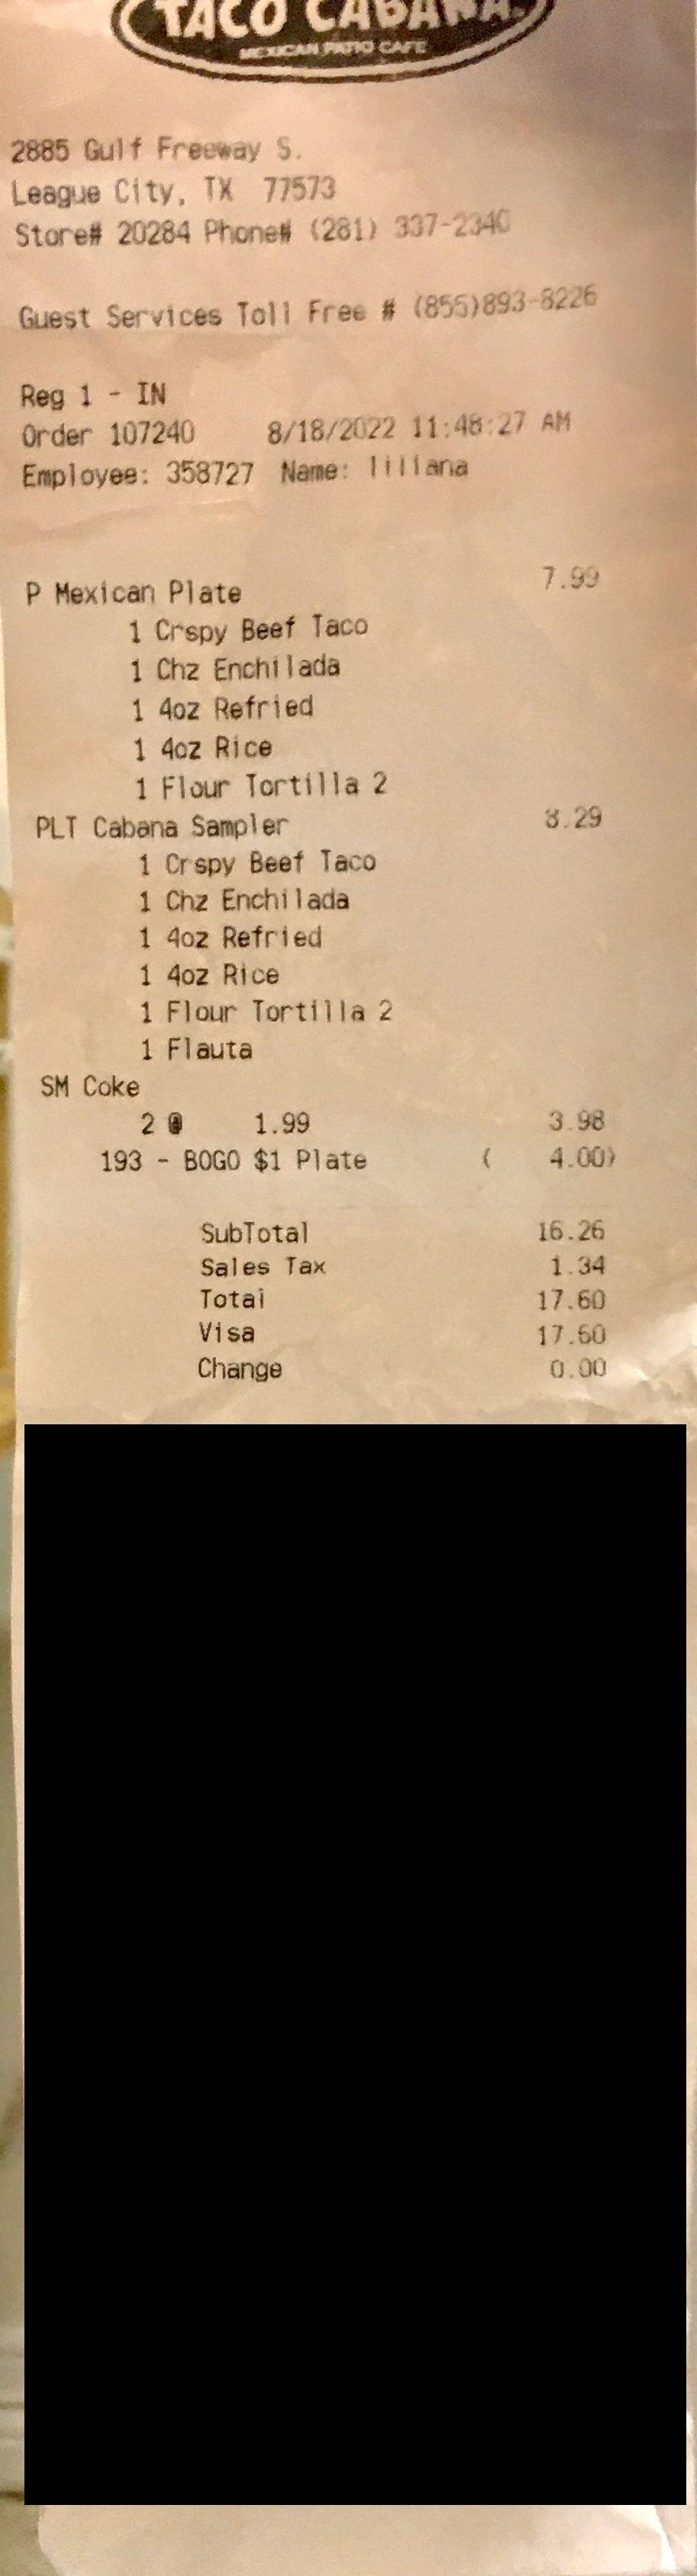 TACO CABANA.
MEXICAN PATIO CAFE
2885 Gulf Freeway S.
League City, TX 77573
Store# 20284 Phone# (281) 337-2340
Guest Services Toll Free # (855)893-8226
Reg 1 - IN
Order 107240 8/18/2022 11:48:27 AM
Employee: 358727 Name: liliana
P Mexican Plate 7.99
1 Crspy Beef Taco
1 Chz Enchilada
1 4oz Refried
1 4oz Rice
1 Flour Tortilla 2
PLT Cabana Sampler 8.29
1 Crspy Beef Taco
1 Chz Enchilada
1 4oz Refried
1 4oz Rice
1 Flour Tortilla 2
1 Flauta
SM Coke
2 @ 1.99 3.98
193 - BOGO $1 Plate ( 4.00)
SubTotal 16.26
Sales Tax 1.34
Total 17.60
Visa 17.60
Change 0.00